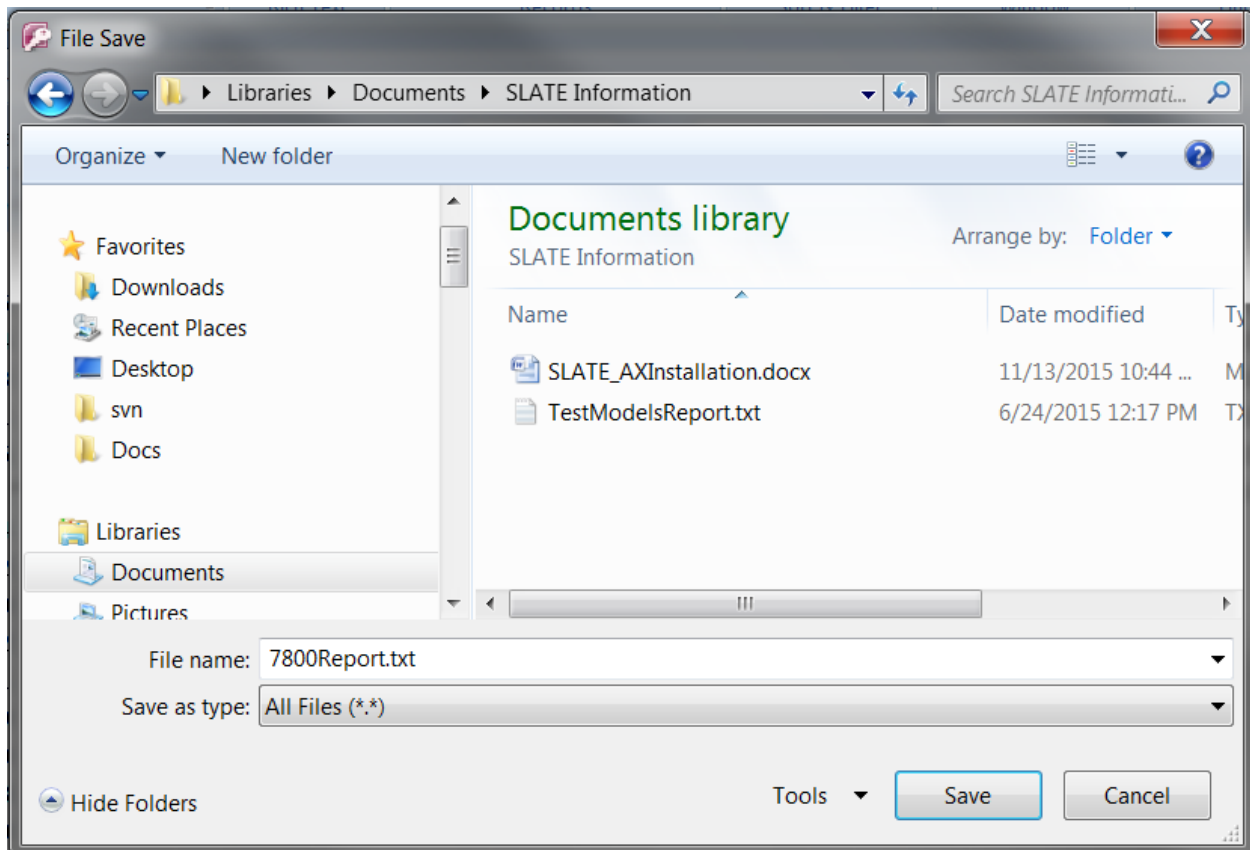 File Save
Libraries Documents SLATE Information
Search SLATE Informati...
Organize New folder
Favorites
Downloads
Recent Places
Desktop
svn
Docs
Libraries
Documents
Pictures
Documents library
SLATE Information
Arrange by: Folder
Name Date modified Ty
SLATE_AXInstallation.docx 11/13/2015 10:44 ... M
TestModelsReport.txt 6/24/2015 12:17 PM TX
File name: 7800Report.txt
Save as type: All Files (*.*)
Hide Folders
Tools Save Cancel